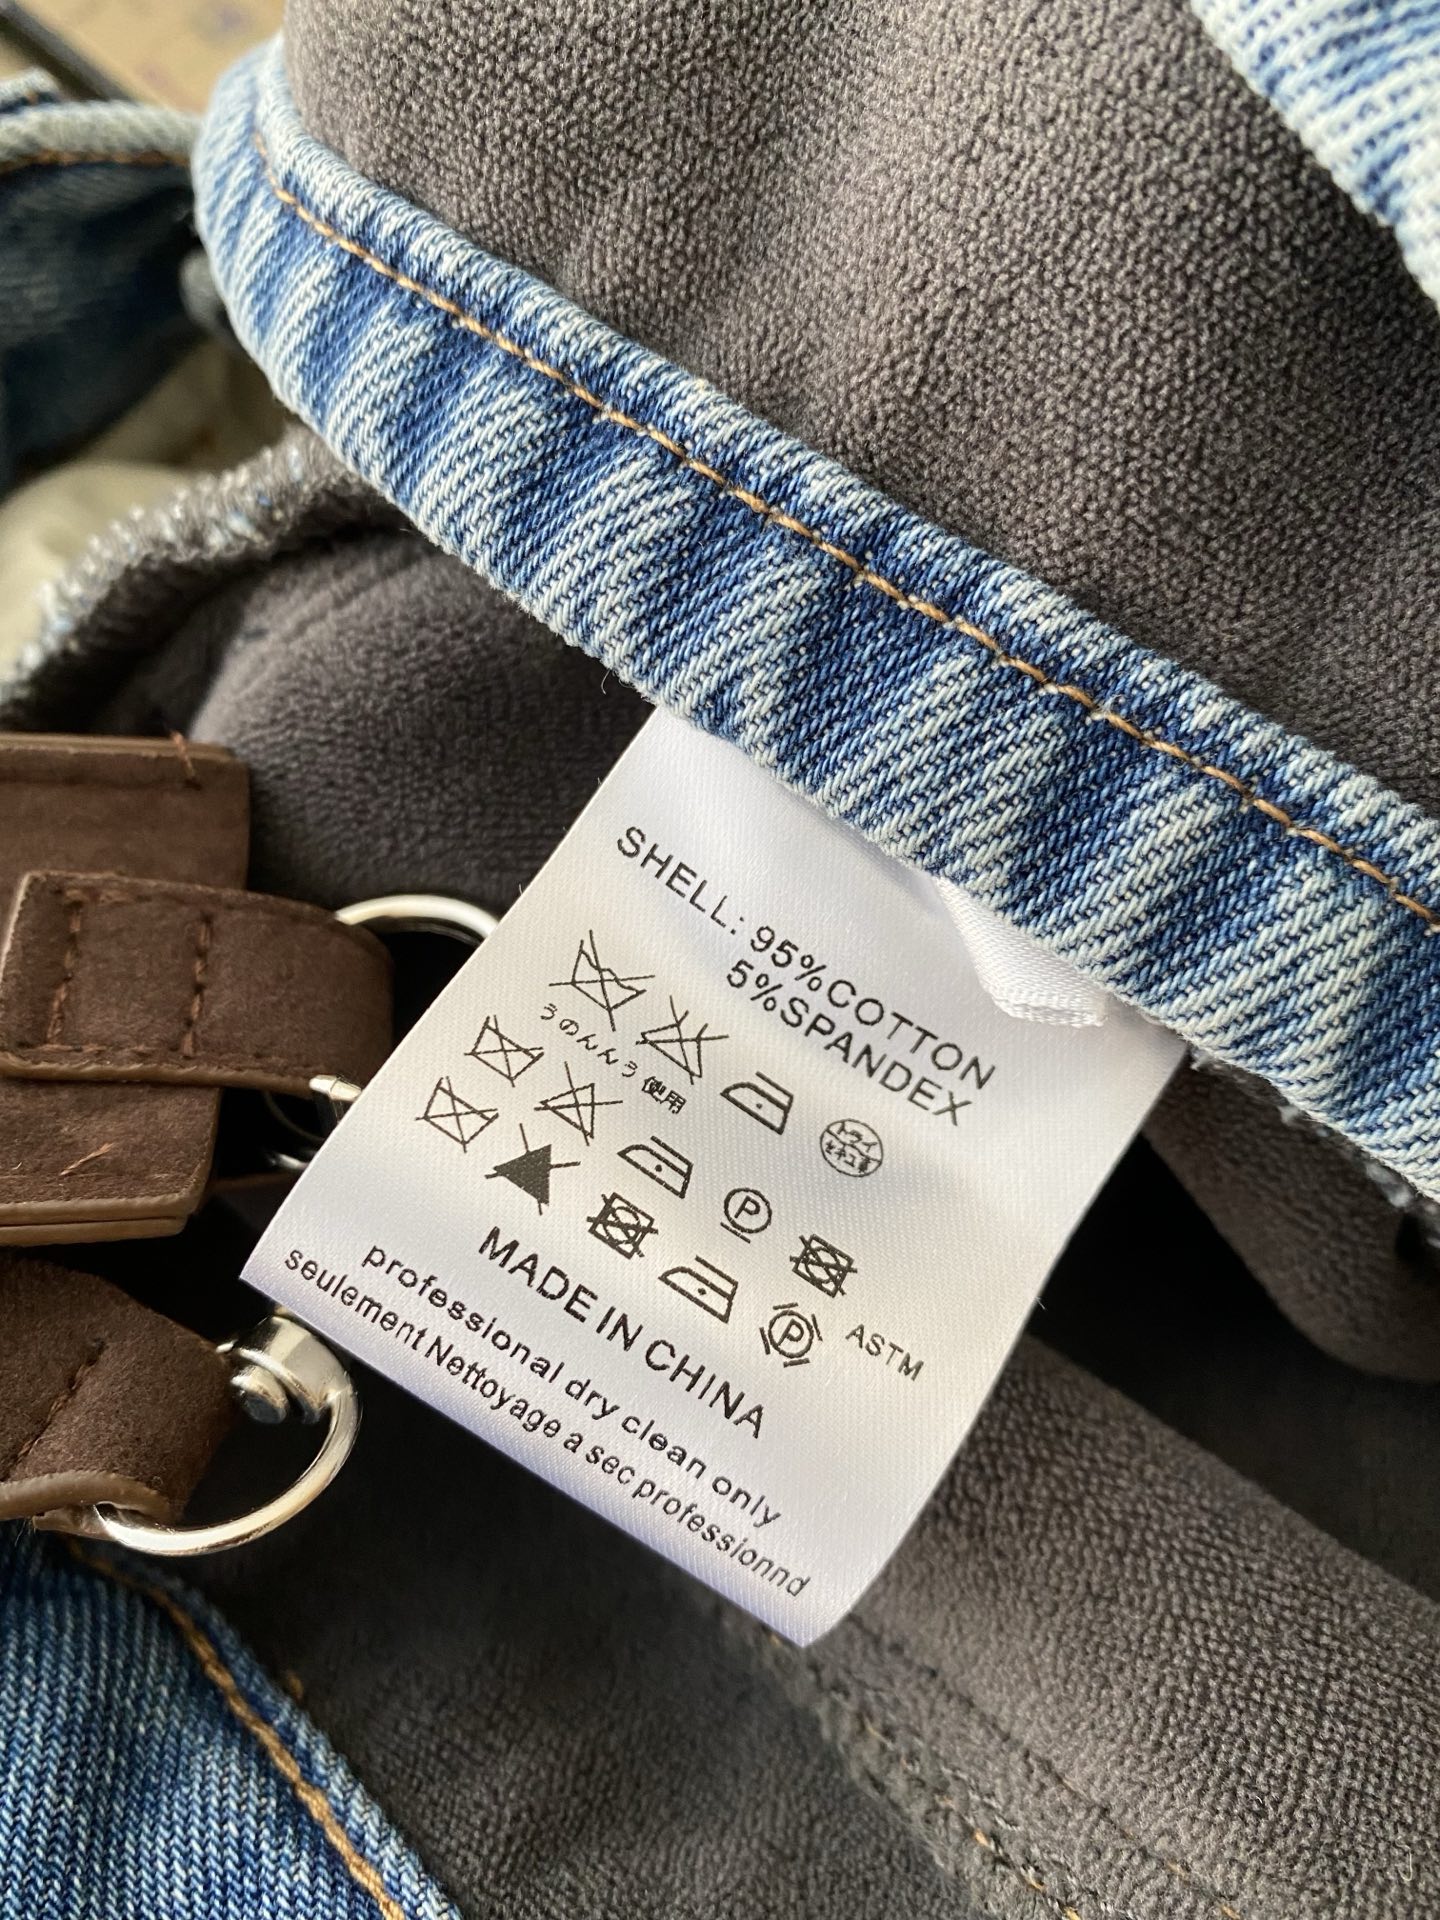 SHELL: 95%COTTON
5%SPANDEX
うのんんう 使用
P
P ASTM
MADE IN CHINA
professional dry clean only
seulement Nettoyage a sec professionnd